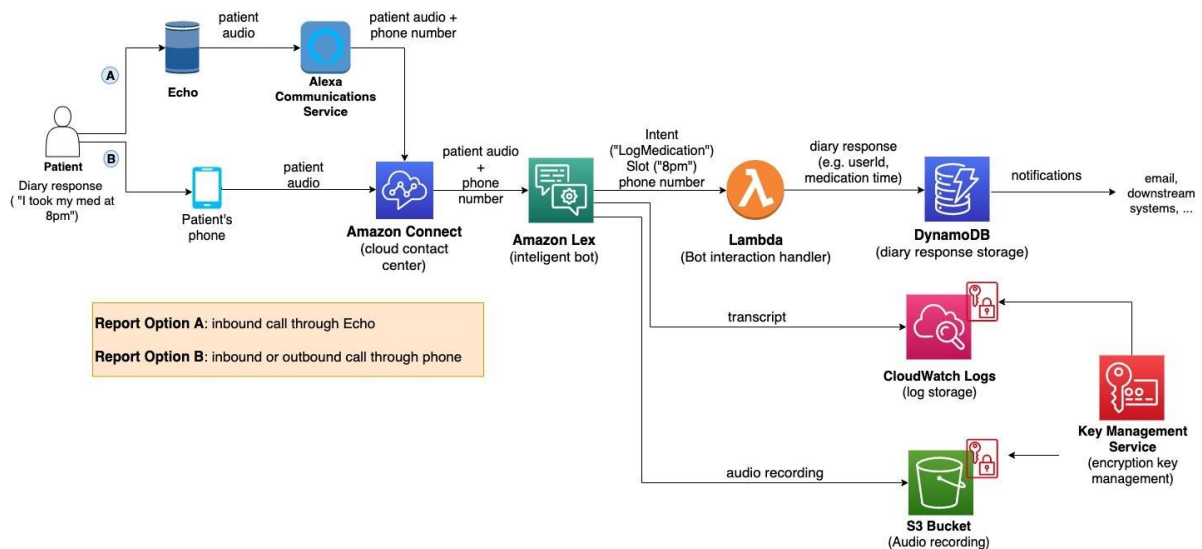 patient
audio
patient audio +
phone number
A
Echo
Alexa
Communications
Service
B
Patient
Diary response
( "I took my med at
8pm")
Patient's
phone
patient
audio
Amazon Connect
(cloud contact
center)
patient audio
+
phone
number
Amazon Lex
(inteligent bot)
Intent
("LogMedication")
Slot ("8pm")
phone number
Lambda
(Bot interaction handler)
diary response
(e.g. userId,
medication time)
DynamoDB
(diary response storage)
notifications
email,
downstream
systems, ...
Report Option A: inbound call through Echo
Report Option B: inbound or outbound call through phone
transcript
CloudWatch Logs
(log storage)
Key Management
Service
(encryption key
management)
audio recording
S3 Bucket
(Audio recording)